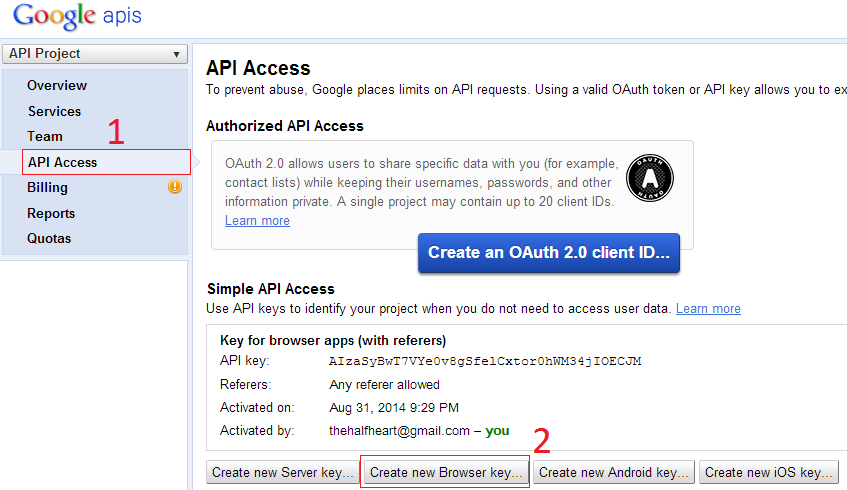 Google apis
API Project
Overview
Services
Team
1
API Access
Billing
Reports
Quotas
API Access
To prevent abuse, Google places limits on API requests. Using a valid OAuth token or API key allows you to ex
Authorized API Access
OAuth 2.0 allows users to share specific data with you (for example,
contact lists) while keeping their usernames, passwords, and other
information private. A single project may contain up to 20 client IDs.
Learn more
OAUTH
A
OAUTH
Create an OAuth 2.0 client ID...
Simple API Access
Use API keys to identify your project when you do not need to access user data. Learn more
Key for browser apps (with referers)
API key: AIzaSyBwT7VYe0v8gSfelCxtor0hWM34jIOECJM
Referers: Any referer allowed
Activated on: Aug 31, 2014 9:29 PM
Activated by: thehalfheart@gmail.com – you
2
Create new Server key... Create new Browser key... Create new Android key... Create new iOS key...